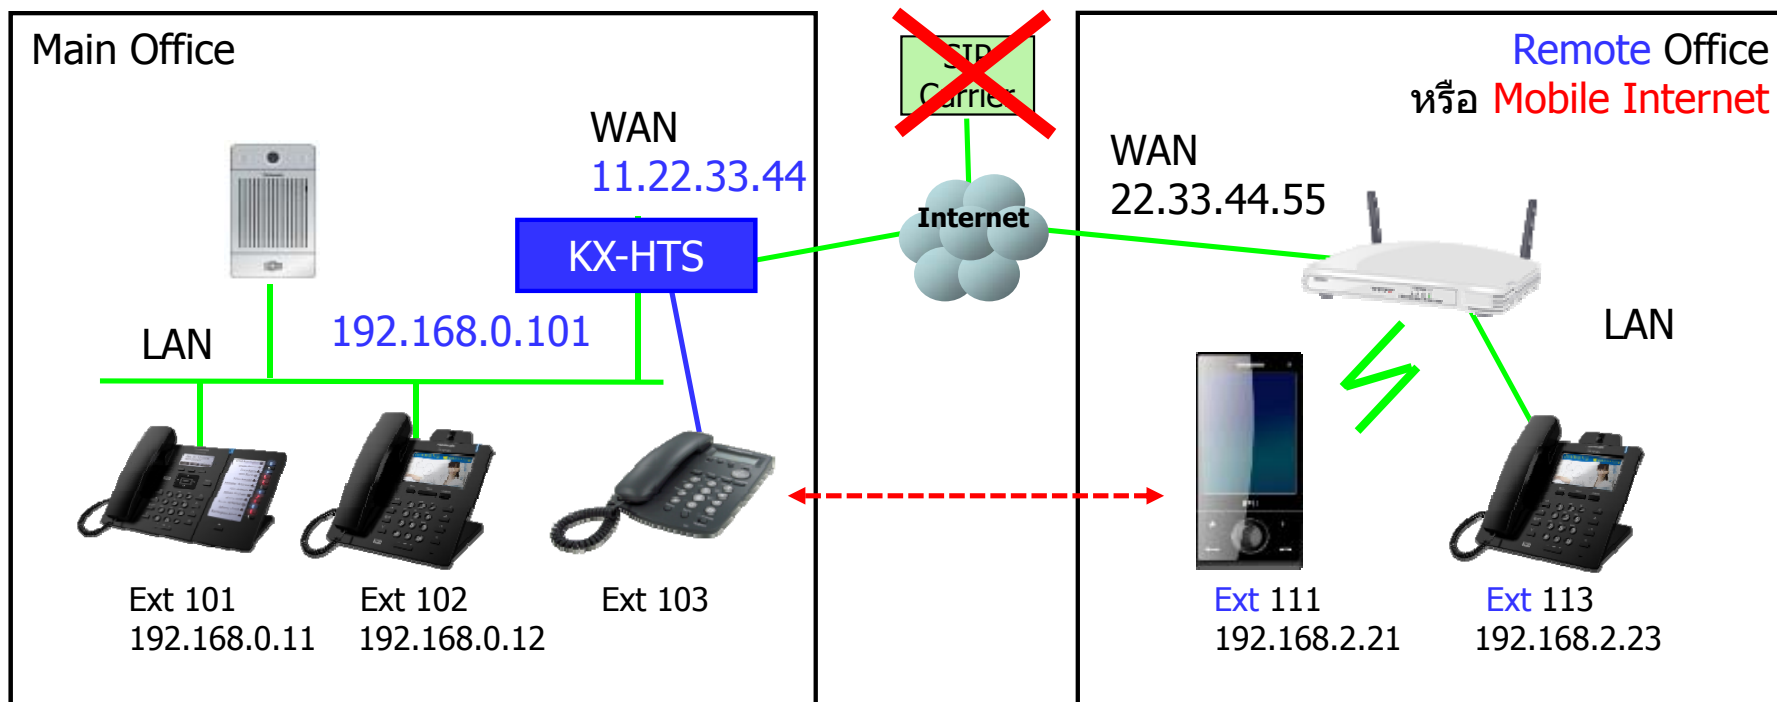 Main Office
WAN
11.22.33.44
KX-HTS
192.168.0.101
LAN
Ext 101
192.168.0.11
Ext 102
192.168.0.12
Ext 103
SIP
Carrier
Internet
Remote Office
หรือ Mobile Internet
WAN
22.33.44.55
LAN
Ext 111
192.168.2.21
Ext 113
192.168.2.23